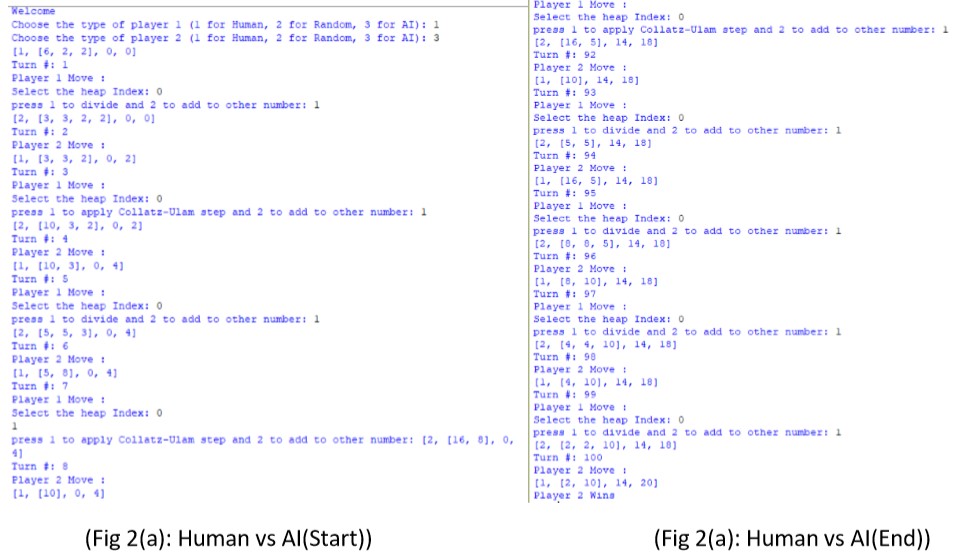 Welcome
Choose the type of player 1 (1 for Human, 2 for Random, 3 for AI): 1
Choose the type of player 2 (1 for Human, 2 for Random, 3 for AI): 3
[1, [6, 2, 2], 0, 0]
Turn #: 1
Player 1 Move :
Select the heap Index: 0
press 1 to divide and 2 to add to other number: 1
[2, [3, 3, 2, 2], 0, 0]
Turn #: 2
Player 2 Move :
[1, [3, 3, 2], 0, 2]
Turn #: 3
Player 1 Move :
Select the heap Index: 0
press 1 to apply Collatz-Ulam step and 2 to add to other number: 1
[2, [10, 3, 2], 0, 2]
Turn #: 4
Player 2 Move :
[1, [10, 3], 0, 4]
Turn #: 5
Player 1 Move :
Select the heap Index: 0
press 1 to divide and 2 to add to other number: 1
[2, [5, 5, 3], 0, 4]
Turn #: 6
Player 2 Move :
[1, [5, 8], 0, 4]
Turn #: 7
Player 1 Move :
Select the heap Index: 0
1
press 1 to apply Collatz-Ulam step and 2 to add to other number: [2, [16, 8], 0,
4]
Turn #: 8
Player 2 Move :
[1, [10], 0, 4]
(Fig 2(a): Human vs AI(Start))
Player 1 Move :
Select the heap Index: 0
press 1 to apply Collatz-Ulam step and 2 to add to other number: 1
[2, [16, 5], 14, 18]
Turn #: 92
Player 2 Move :
[1, [10], 14, 18]
Turn #: 93
Player 1 Move :
Select the heap Index: 0
press 1 to divide and 2 to add to other number: 1
[2, [5, 5], 14, 18]
Turn #: 94
Player 2 Move :
[1, [16, 5], 14, 18]
Turn #: 95
Player 1 Move :
Select the heap Index: 0
press 1 to divide and 2 to add to other number: 1
[2, [8, 8, 5], 14, 18]
Turn #: 96
Player 2 Move :
[1, [8, 10], 14, 18]
Turn #: 97
Player 1 Move :
Select the heap Index: 0
press 1 to divide and 2 to add to other number: 1
[2, [4, 4, 10], 14, 18]
Turn #: 98
Player 2 Move :
[1, [4, 10], 14, 18]
Turn #: 99
Player 1 Move :
Select the heap Index: 0
press 1 to divide and 2 to add to other number: 1
[2, [2, 2, 10], 14, 18]
Turn #: 100
Player 2 Move :
[1, [2, 10], 14, 20]
Player 2 Wins
(Fig 2(a): Human vs AI(End))